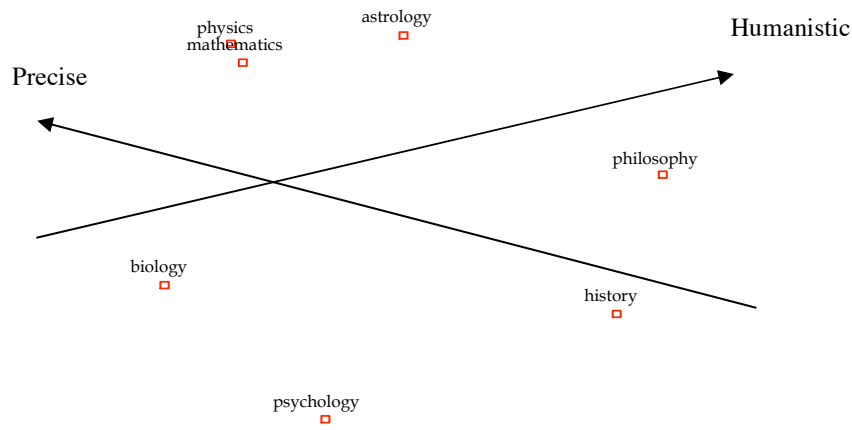 astrology
physics
mathematics
Humanistic
Precise
philosophy
biology
history
psychology